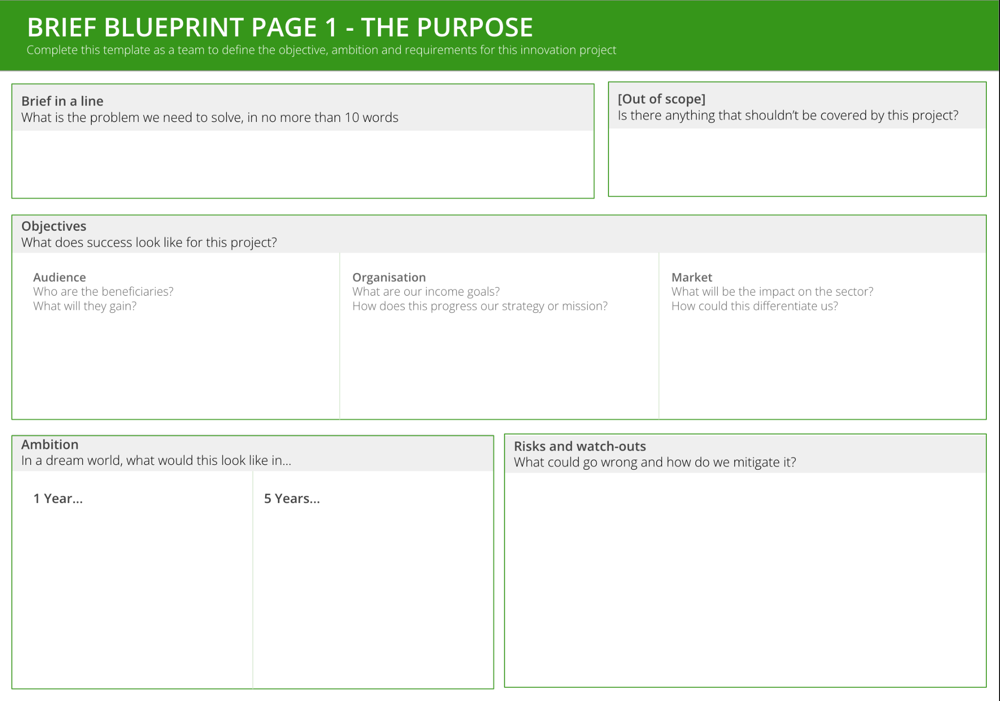 BRIEF BLUEPRINT PAGE 1 - THE PURPOSE
Complete this template as a team to define the objective, ambition and requirements for this innovation project
Brief in a line
What is the problem we need to solve, in no more than 10 words
[Out of scope]
Is there anything that shouldn’t be covered by this project?
Objectives
What does success look like for this project?
Audience
Who are the beneficiaries?
What will they gain?
Organisation
What are our income goals?
How does this progress our strategy or mission?
Market
What will be the impact on the sector?
How could this differentiate us?
Ambition
In a dream world, what would this look like in...
1 Year...
5 Years...
Risks and watch-outs
What could go wrong and how do we mitigate it?